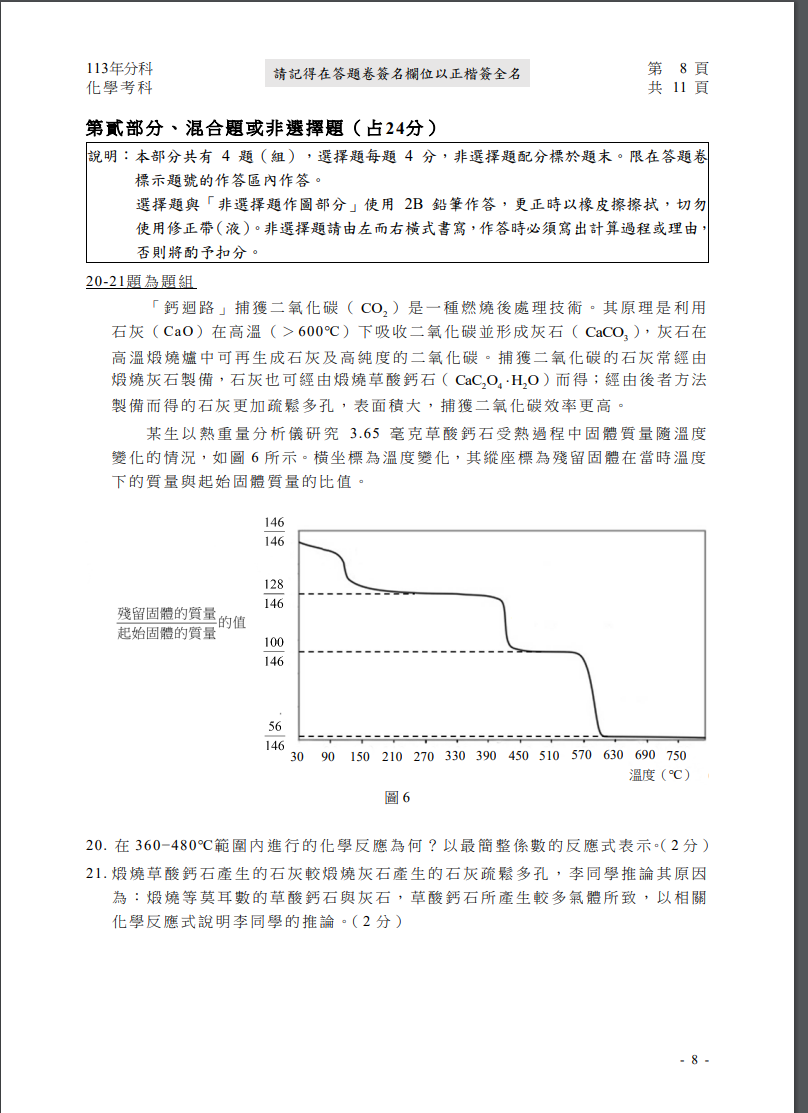 113年分科
化學考科
請記得在答題卷簽名欄位以正楷簽全名
第 8 頁
共 11 頁
第貳部分、混合題或非選擇題（占24分）
說明：本部分共有 4 題（組），選擇題每題 4 分，非選擇題配分標於題末。限在答題卷
標示題號的作答區內作答。
選擇題與「非選擇題作圖部分」使用 2B 鉛筆作答，更正時以橡皮擦擦拭，切勿
使用修正帶（液）。非選擇題請由左而右橫式書寫，作答時必須寫出計算過程或理由，
否則將酌予扣分。
20-21題為題組
「鈣迴路」捕獲二氧化碳（CO₂）是一種燃燒後處理技術。其原理是利用
石灰（CaO）在高溫（＞600℃）下吸收二氧化碳並形成灰石（CaCO₃），灰石在
高溫煅燒爐中可再生成石灰及高純度的二氧化碳。捕獲二氧化碳的石灰常經由
煅燒灰石製備，石灰也可經由煅燒草酸鈣石（CaC₂O₄·H₂O）而得；經由後者方法
製備而得的石灰更加疏鬆多孔，表面積大，捕獲二氧化碳效率更高。
某生以熱重量分析儀研究 3.65 毫克草酸鈣石受熱過程中固體質量隨溫度
變化的情況，如圖 6 所示。橫坐標為溫度變化，其縱座標為殘留固體在當時溫度
下的質量與起始固體質量的比值。
146
146
128
146
殘留固體的質量
起始固體的質量
的值
100
146
56
146
30 90 150 210 270 330 390 450 510 570 630 690 750
溫度（℃）
圖 6
20. 在 360−480℃範圍內進行的化學反應為何？以最簡整係數的反應式表示。（2 分）
21. 煅燒草酸鈣石產生的石灰較煅燒灰石產生的石灰疏鬆多孔，李同學推論其原因
為：煅燒等莫耳數的草酸鈣石與灰石，草酸鈣石所產生較多氣體所致，以相關
化學反應式說明李同學的推論。（2 分）
- 8 -